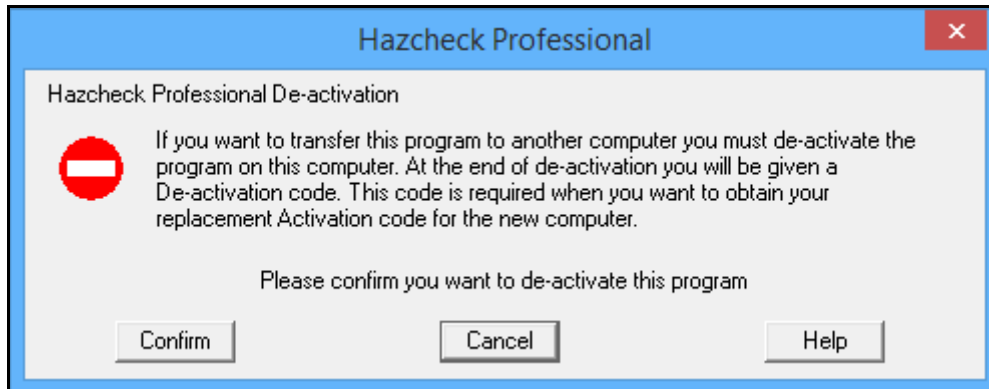 Hazcheck Professional
Hazcheck Professional De-activation
If you want to transfer this program to another computer you must de-activate the
program on this computer. At the end of de-activation you will be given a
De-activation code. This code is required when you want to obtain your
replacement Activation code for the new computer.
Please confirm you want to de-activate this program
Confirm
Cancel
Help